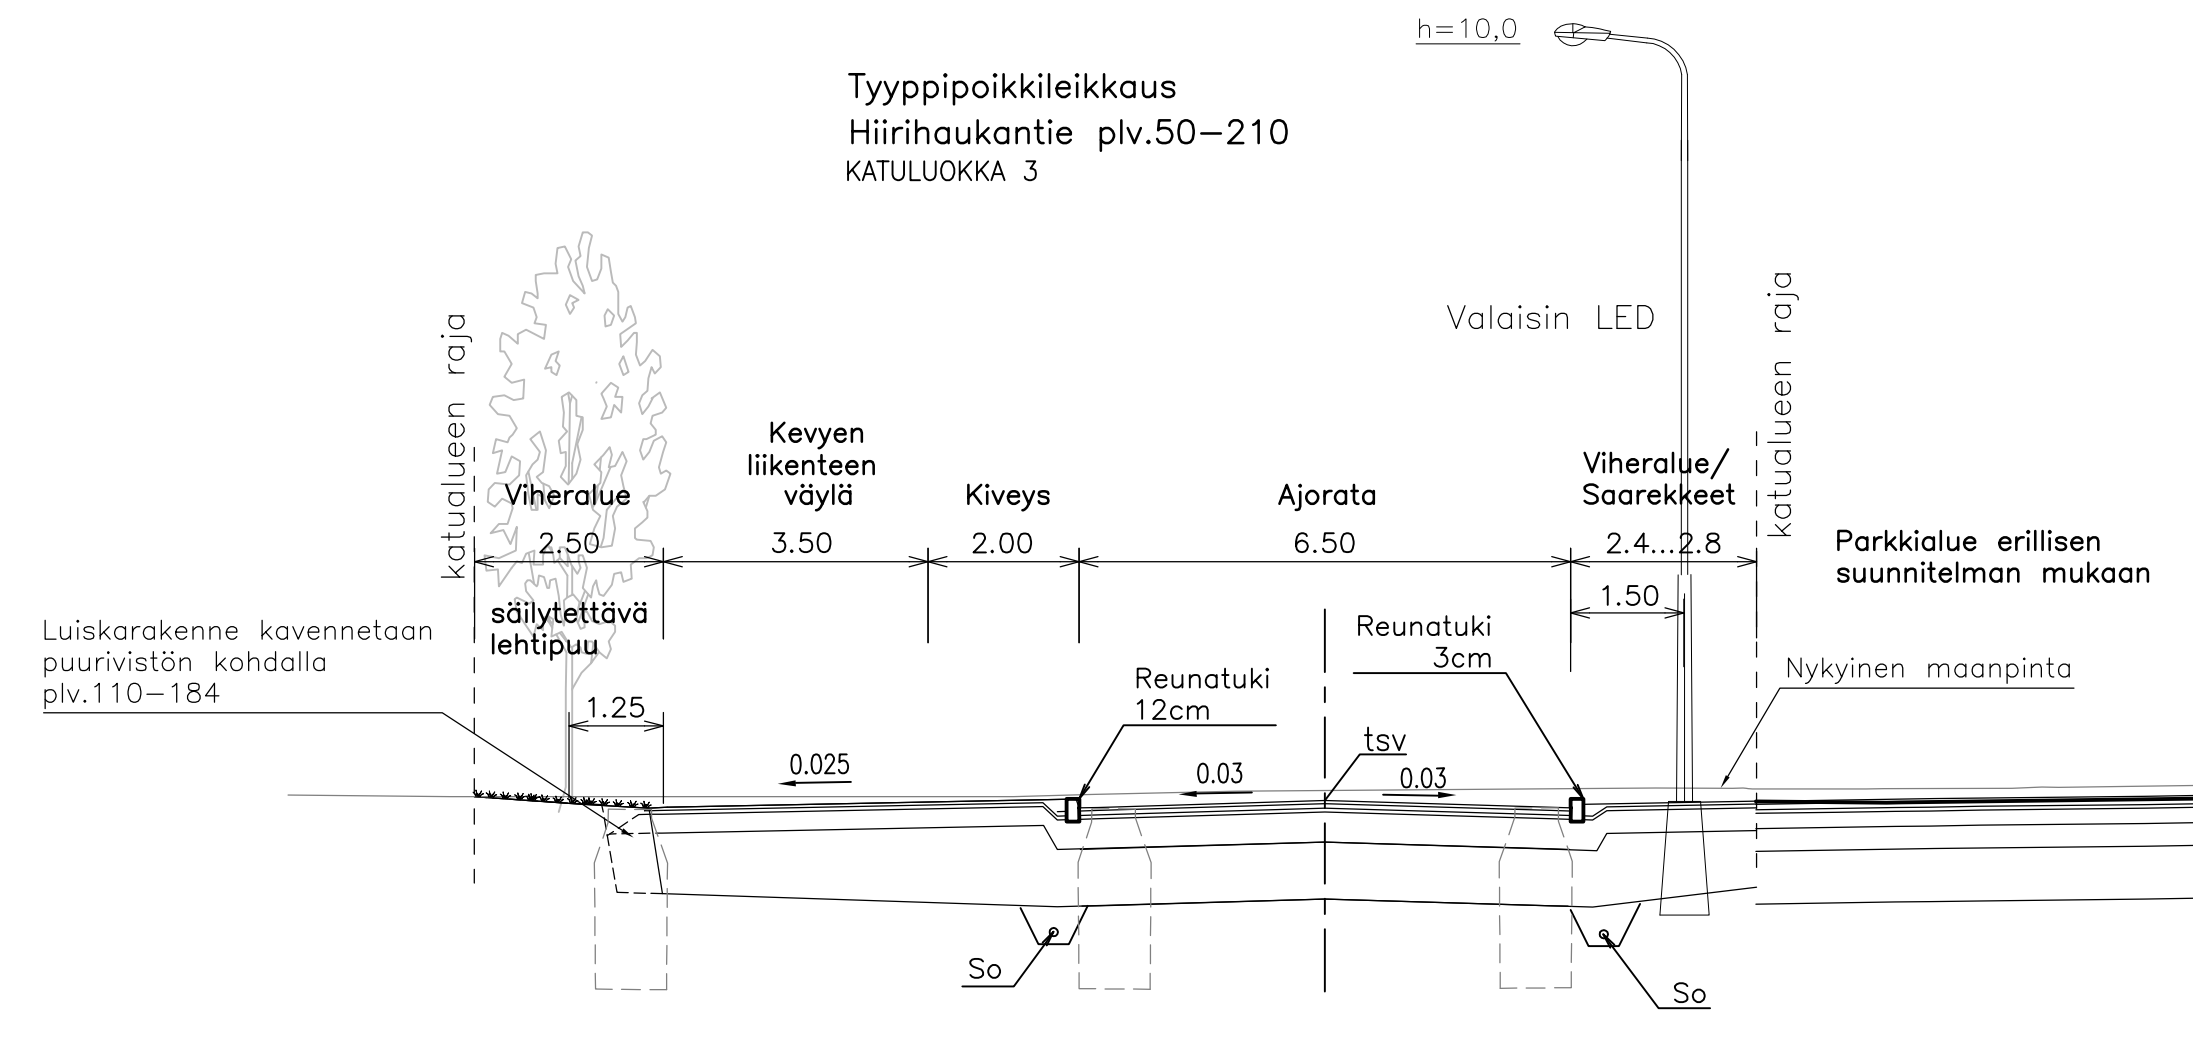 h=10,0
Tyyppipoikkileikkaus
Hiirihaukantie plv.50-210
KATULUOKKA 3
Valaisin LED
katualueen raja
katualueen raja
Kevyen
liikenteen
väylä
Viheralue
Kiveys
Ajorata
Viheralue/
Saarekkeet
2.50
3.50
2.00
6.50
2.4...2.8
Parkkialue erillisen
suunnitelman mukaan
1.50
säilytettävä
lehtipuu
Luiskarakenne kavennetaan
puurivistön kohdalla
plv.110-184
Reunatuki
3cm
Reunatuki
12cm
Nykyinen maanpinta
1.25
tsv
0.025
0.03
0.03
So
So